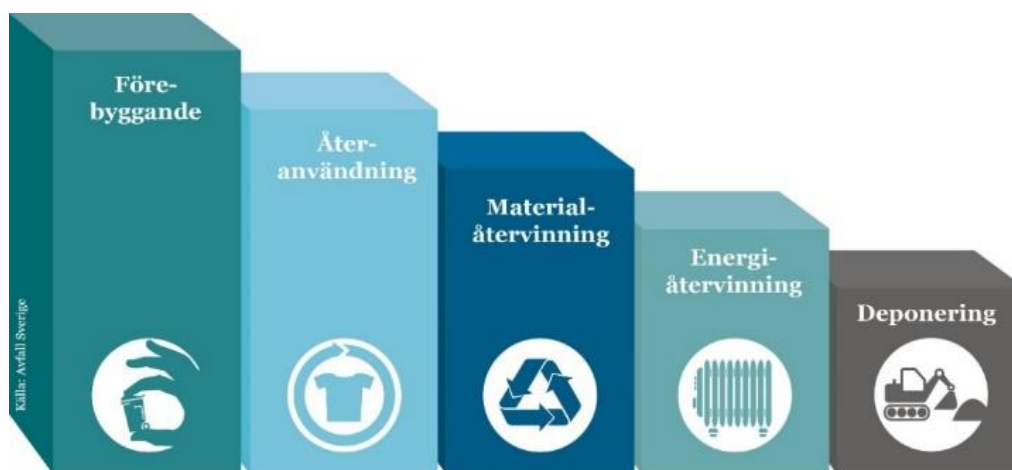 Före-
byggande
Åter-
användning
Material-
återvinning
Energi-
återvinning
Deponering
Källa: Avfall Sverige